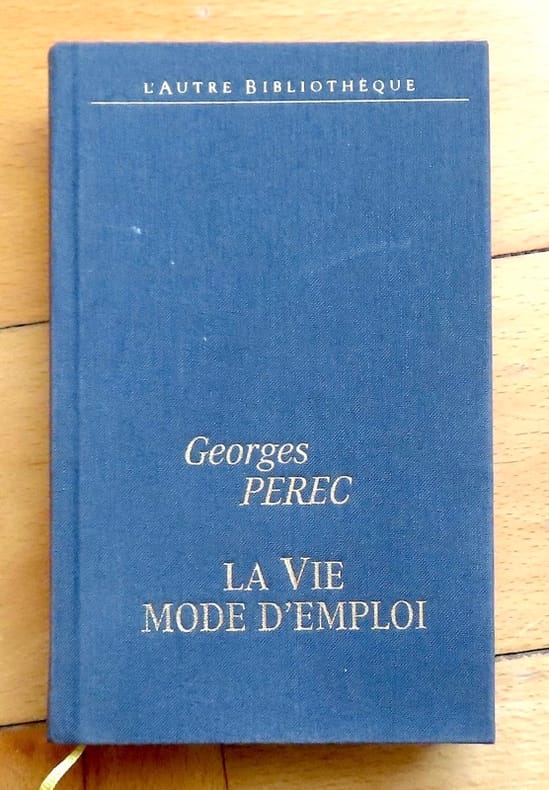 L'AUTRE BIBLIOTHÈQUE
Georges
PEREC
LA VIE
MODE D'EMPLOI